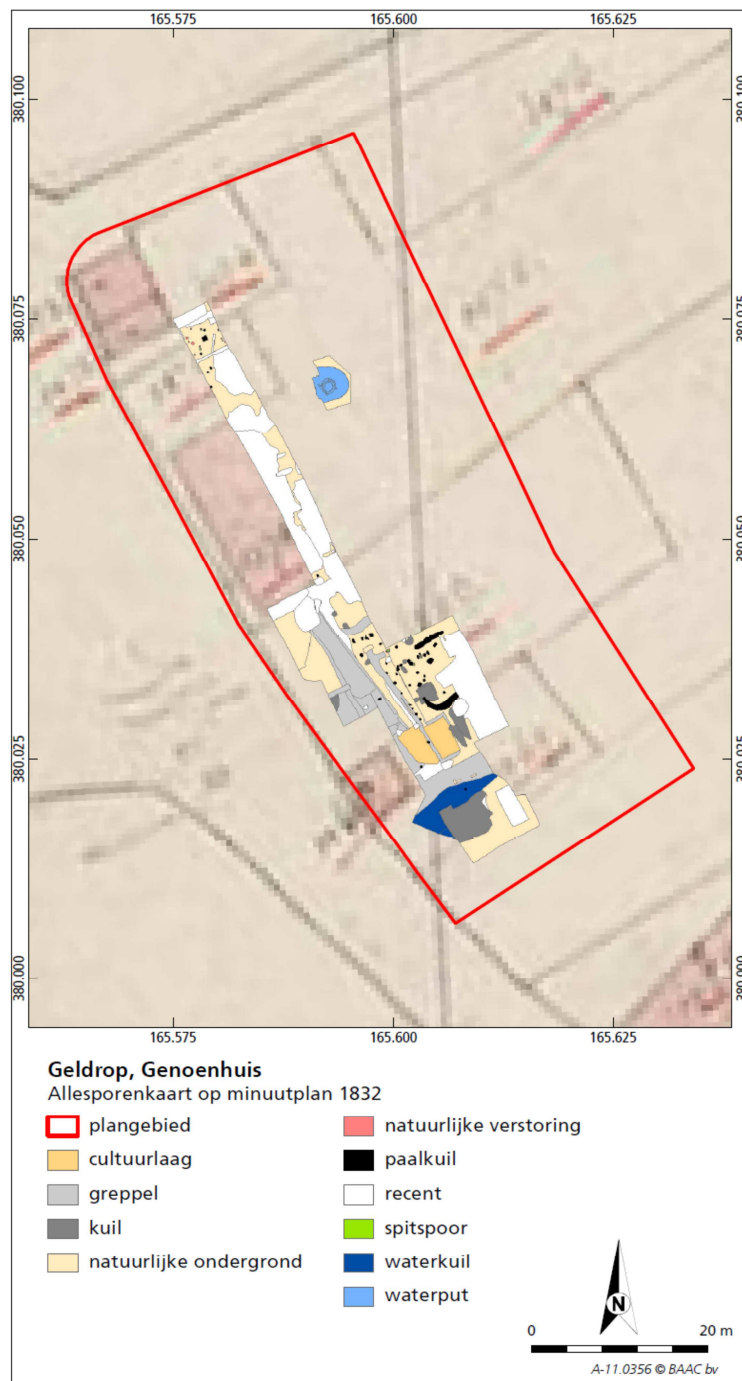 165.575 165.600 165.625
380.100 380.100
380.075 380.075
380.050 380.050
380.025 380.025
380.000 380.000
165.575 165.600 165.625
Geldrop, Genoenhuis
Allesporenkaart op minuutplan 1832
plangebied
cultuurlaag
greppel
kuil
natuurlijke ondergrond
natuurlijke verstoring
paalkuil
recent
spitspoor
waterkuil
waterput
N
0 20 m
A-11.0356 © BAAC bv